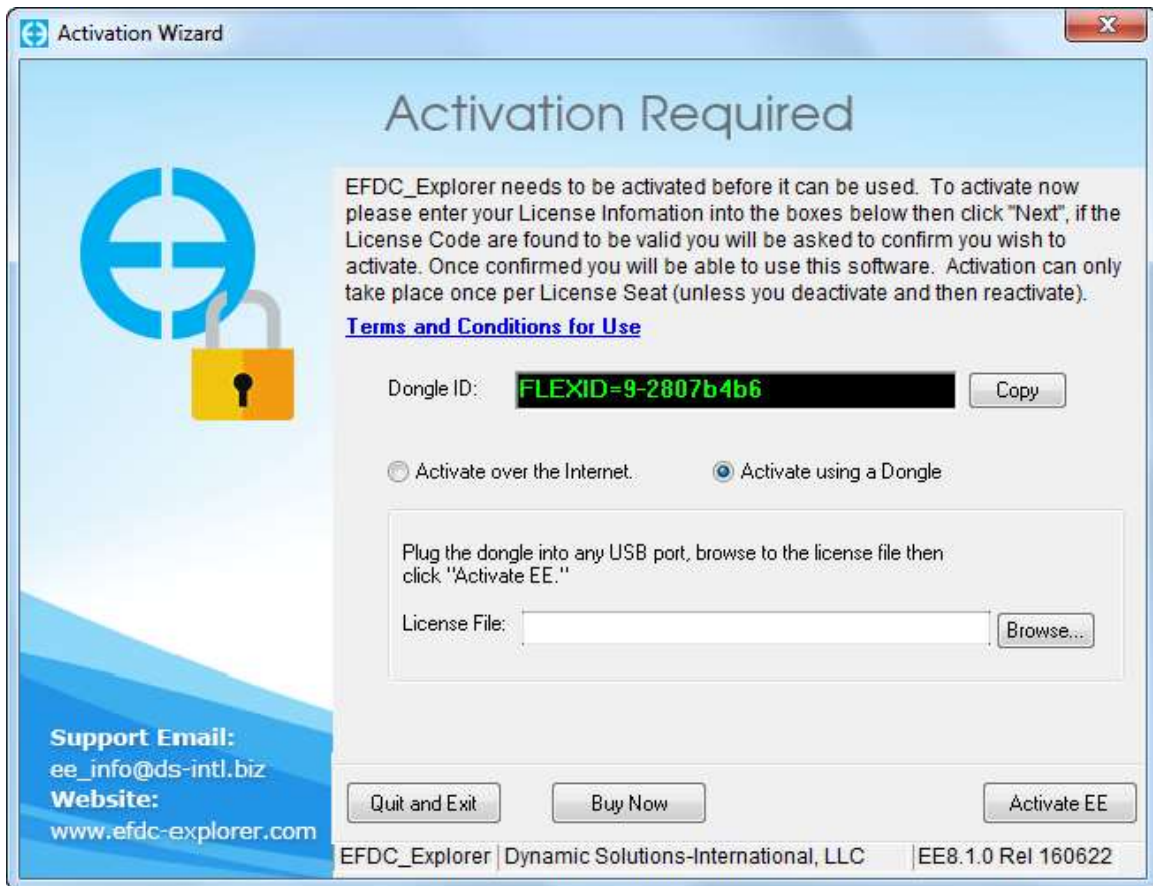 Activation Wizard
Activation Required
EFDC_Explorer needs to be activated before it can be used. To activate now
please enter your License Infomation into the boxes below then click "Next", if the
License Code are found to be valid you will be asked to confirm you wish to
activate. Once confirmed you will be able to use this software. Activation can only
take place once per License Seat (unless you deactivate and then reactivate).
Terms and Conditions for Use
Dongle ID: FLEXID=9-2807b4b6 Copy
Activate over the Internet. Activate using a Dongle
Plug the dongle into any USB port, browse to the license file then
click "Activate EE."
License File: Browse...
Support Email:
ee_info@ds-intl.biz
Website:
www.efdc-explorer.com
Quit and Exit Buy Now Activate EE
EFDC_Explorer Dynamic Solutions-International, LLC EE8.1.0 Rel 160622